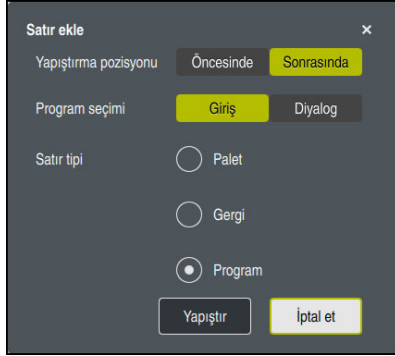 Satır ekle ×
Yapıştırma pozisyonu Öncesinde Sonrasında
Program seçimi Giriş Diyalog
Satır tipi Palet
Gergi
Program
Yapıştır İptal et